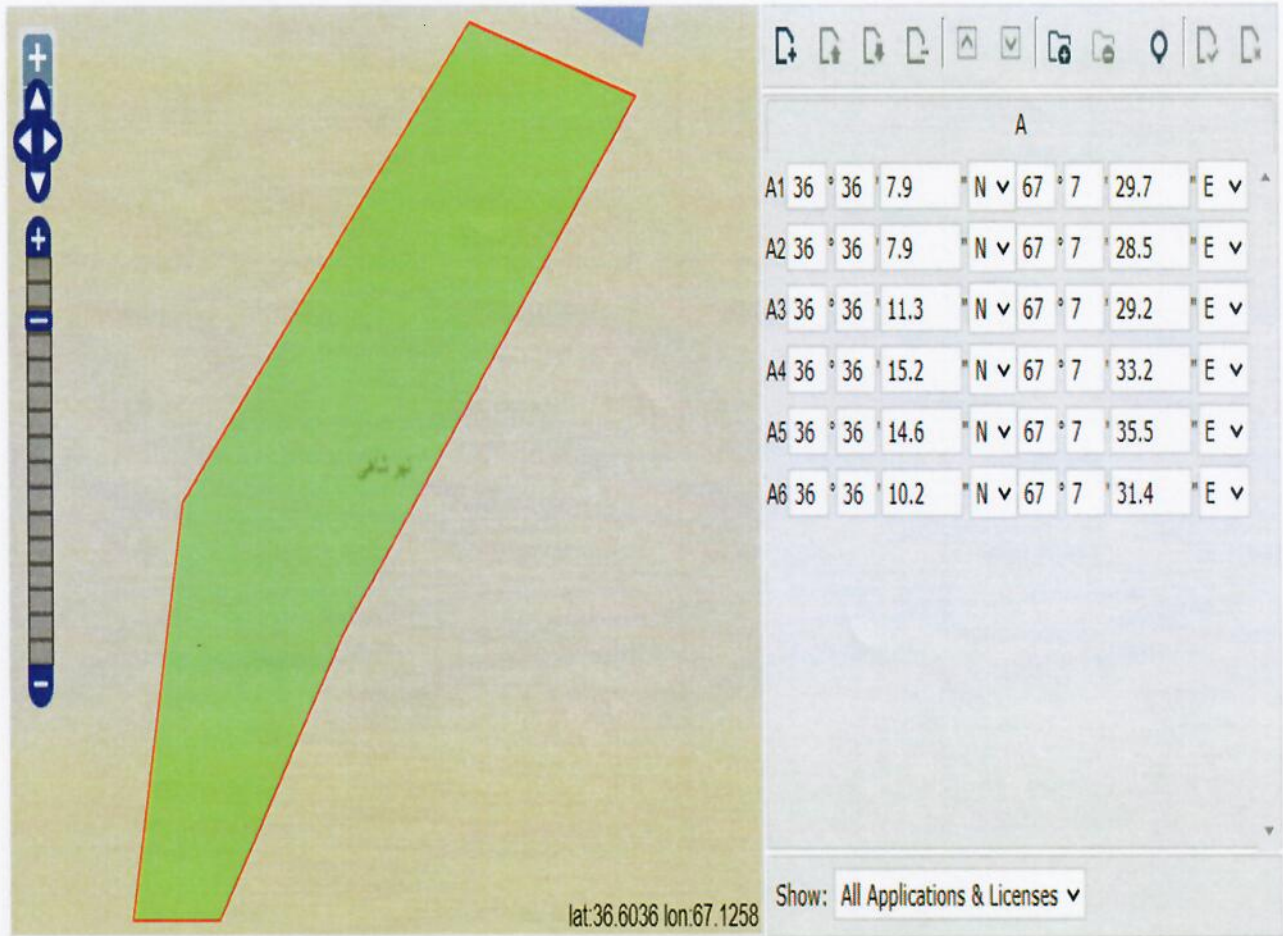 A
A1 36 ° 36 ' 7.9 " N 67 ° 7 ' 29.7 " E
A2 36 ° 36 ' 7.9 " N 67 ° 7 ' 28.5 " E
A3 36 ° 36 ' 11.3 " N 67 ° 7 ' 29.2 " E
A4 36 ° 36 ' 15.2 " N 67 ° 7 ' 33.2 " E
A5 36 ° 36 ' 14.6 " N 67 ° 7 ' 35.5 " E
A6 36 ° 36 ' 10.2 " N 67 ° 7 ' 31.4 " E
lat:36.6036 lon:67.1258
Show: All Applications & Licenses